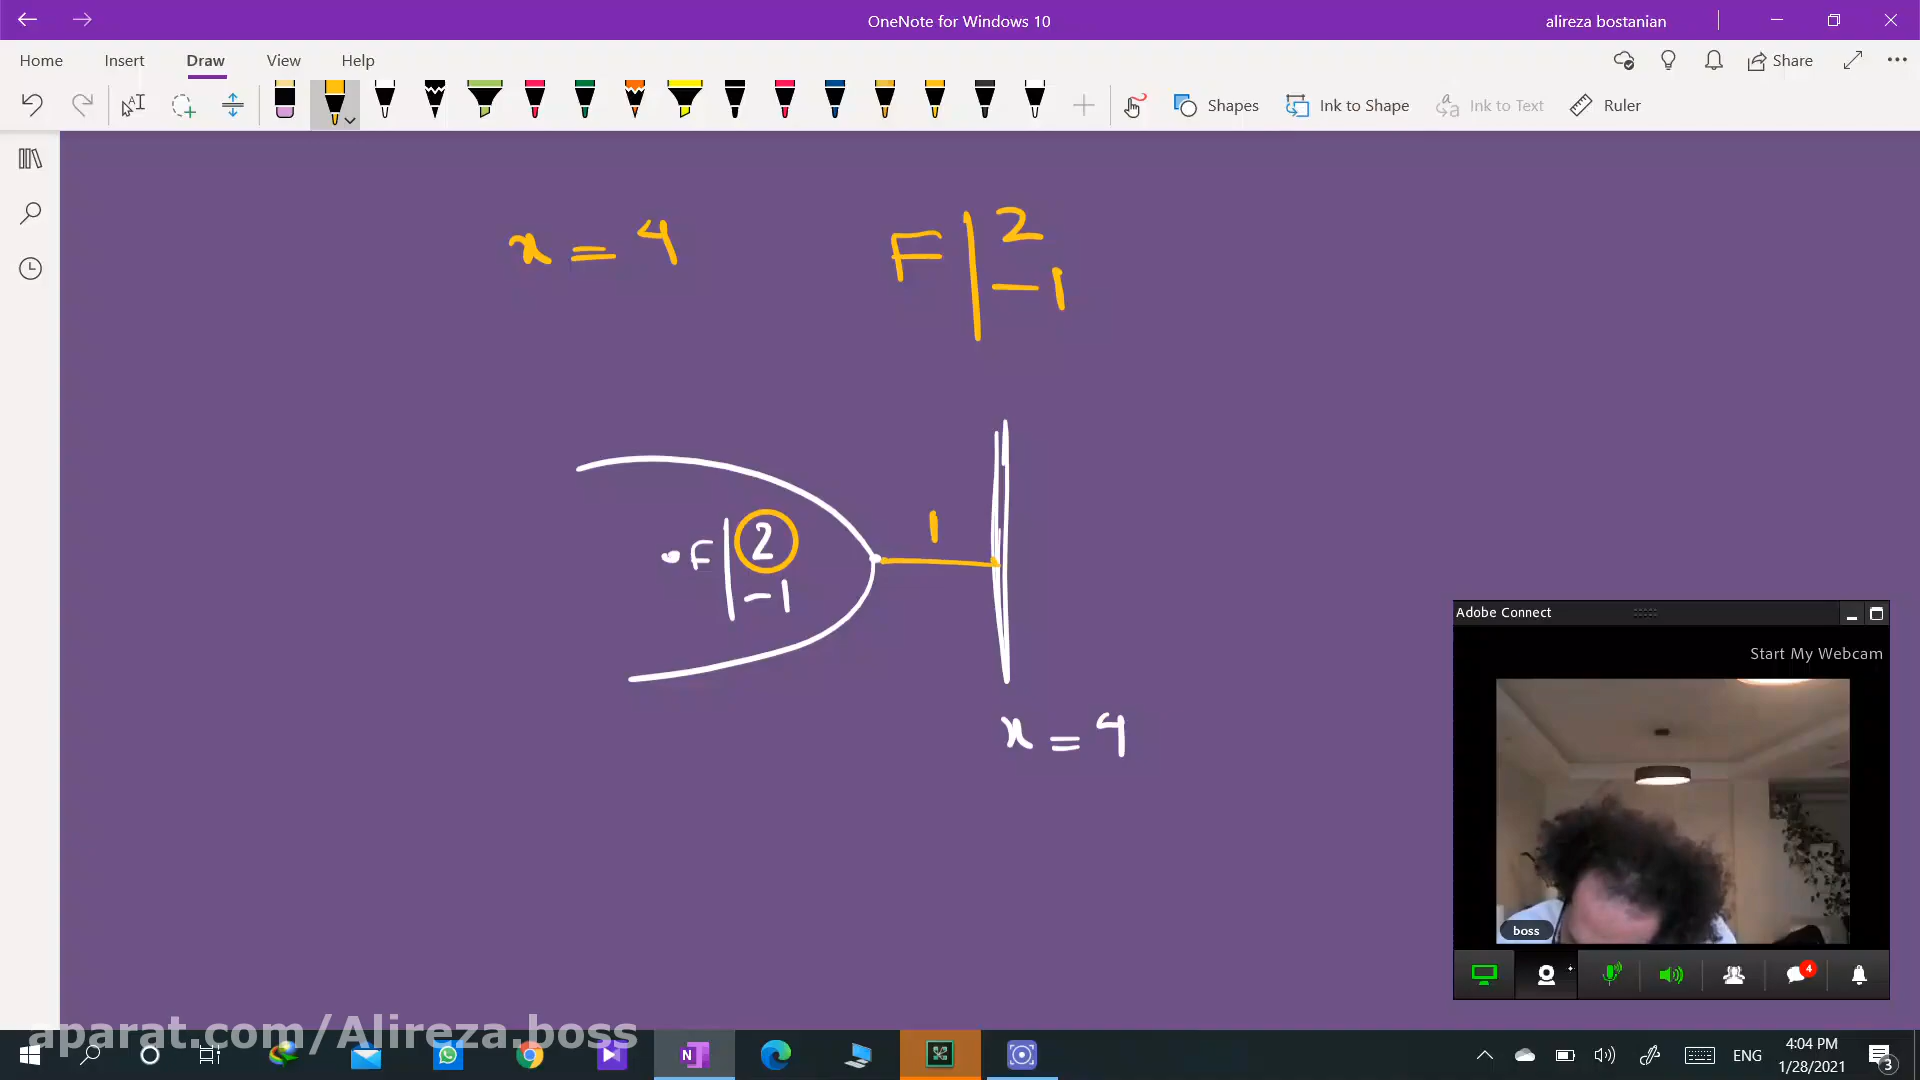 OneNote for Windows 10
alireza bostanian
Home Insert Draw View Help
Share
Shapes
Ink to Shape
Ink to Text
Ruler
x = 4
F | 2
-1
1
F | 2
-1
x = 4
Adobe Connect
Start My Webcam
boss
4
aparat.com/Alireza.boss
ENG
4:04 PM
1/28/2021
3